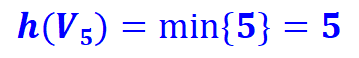 h(V₅) = min{5} = 5